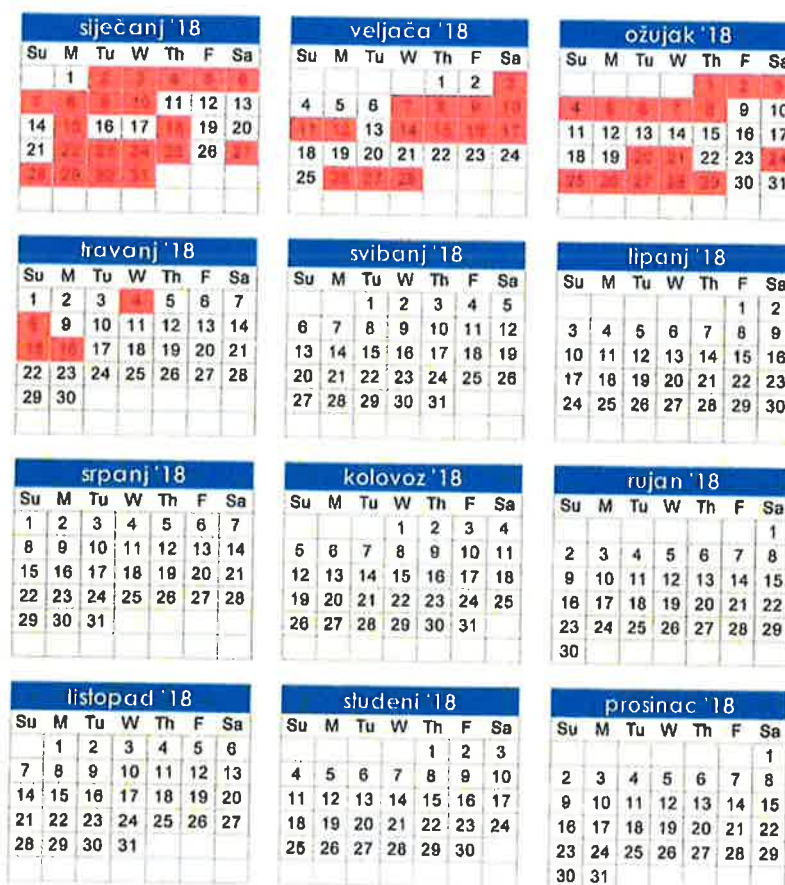 siječanj '18
Su M Tu W Th F Sa
1 2 3 4 5 6
7 8 9 10 11 12 13
14 15 16 17 18 19 20
21 22 23 24 25 26 27
28 29 30 31
veljača '18
Su M Tu W Th F Sa
1 2 3
4 5 6 7 8 9 10
11 12 13 14 15 16 17
18 19 20 21 22 23 24
25 26 27 28
ožujak '18
Su M Tu W Th F Sa
1 2 3
4 5 6 7 8 9 10
11 12 13 14 15 16 17
18 19 20 21 22 23 24
25 26 27 28 29 30 31
travanj '18
Su M Tu W Th F Sa
1 2 3 4 5 6 7
8 9 10 11 12 13 14
15 16 17 18 19 20 21
22 23 24 25 26 27 28
29 30
svibanj '18
Su M Tu W Th F Sa
1 2 3 4 5
6 7 8 9 10 11 12
13 14 15 16 17 18 19
20 21 22 23 24 25 26
27 28 29 30 31
lipanj '18
Su M Tu W Th F Sa
1 2
3 4 5 6 7 8 9
10 11 12 13 14 15 16
17 18 19 20 21 22 23
24 25 26 27 28 29 30
srpanj '18
Su M Tu W Th F Sa
1 2 3 4 5 6 7
8 9 10 11 12 13 14
15 16 17 18 19 20 21
22 23 24 25 26 27 28
29 30 31
kolovoz '18
Su M Tu W Th F Sa
1 2 3 4
5 6 7 8 9 10 11
12 13 14 15 16 17 18
19 20 21 22 23 24 25
26 27 28 29 30 31
rujan '18
Su M Tu W Th F Sa
1
2 3 4 5 6 7 8
9 10 11 12 13 14 15
16 17 18 19 20 21 22
23 24 25 26 27 28 29
30
listopad '18
Su M Tu W Th F Sa
1 2 3 4 5 6
7 8 9 10 11 12 13
14 15 16 17 18 19 20
21 22 23 24 25 26 27
28 29 30 31
studeni '18
Su M Tu W Th F Sa
1 2 3
4 5 6 7 8 9 10
11 12 13 14 15 16 17
18 19 20 21 22 23 24
25 26 27 28 29 30
prosinac '18
Su M Tu W Th F Sa
1
2 3 4 5 6 7 8
9 10 11 12 13 14 15
16 17 18 19 20 21 22
23 24 25 26 27 28 29
30 31